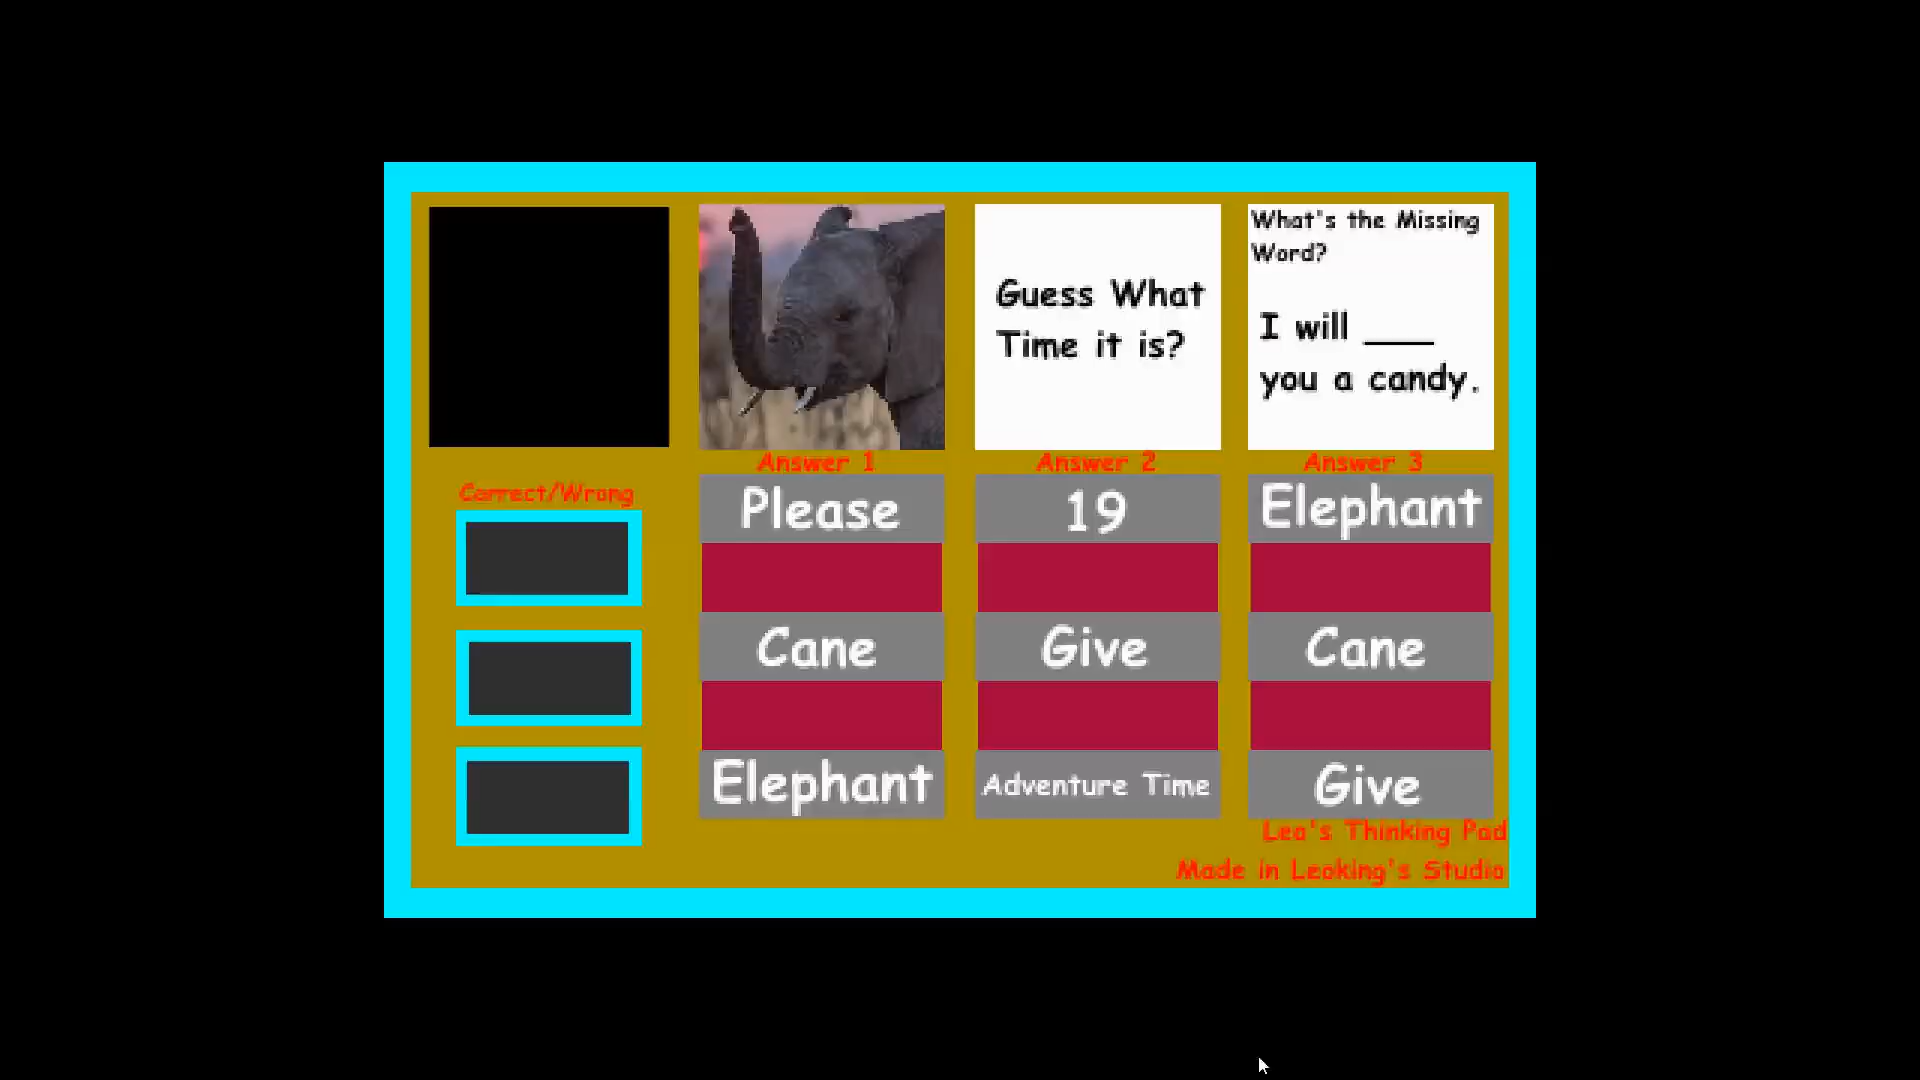 What's the Missing
Word?
Guess What
Time it is?
I will ____
you a candy.
Answer 1
Answer 2
Answer 3
Correct/Wrong
Please
19
Elephant
Cane
Give
Cane
Elephant
Adventure Time
Give
Leo's Thinking Pad
Made in Leoking's Studio